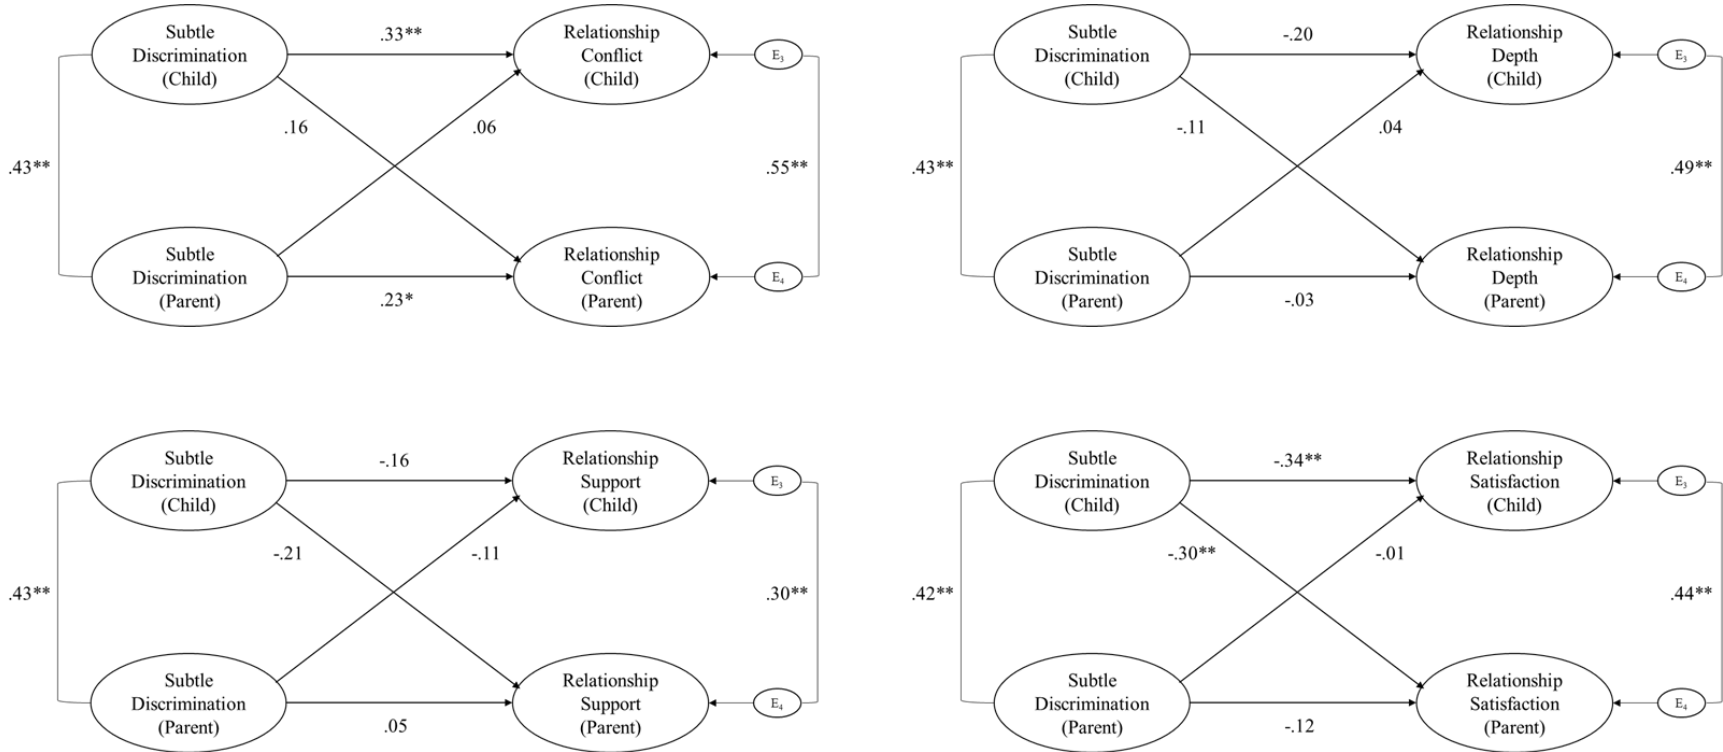 Subtle
Discrimination
(Child)
.33**
Relationship
Conflict
(Child)
E₃
.16
.06
.43**
.55**
Subtle
Discrimination
(Parent)
.23*
Relationship
Conflict
(Parent)
E₄
Subtle
Discrimination
(Child)
-.20
Relationship
Depth
(Child)
E₃
-.11
.04
.43**
.49**
Subtle
Discrimination
(Parent)
-.03
Relationship
Depth
(Parent)
E₄
Subtle
Discrimination
(Child)
-.16
Relationship
Support
(Child)
E₃
-.21
-.11
.43**
.30**
Subtle
Discrimination
(Parent)
.05
Relationship
Support
(Parent)
E₄
Subtle
Discrimination
(Child)
-.34**
Relationship
Satisfaction
(Child)
E₃
-.30**
-.01
.42**
.44**
Subtle
Discrimination
(Parent)
-.12
Relationship
Satisfaction
(Parent)
E₄